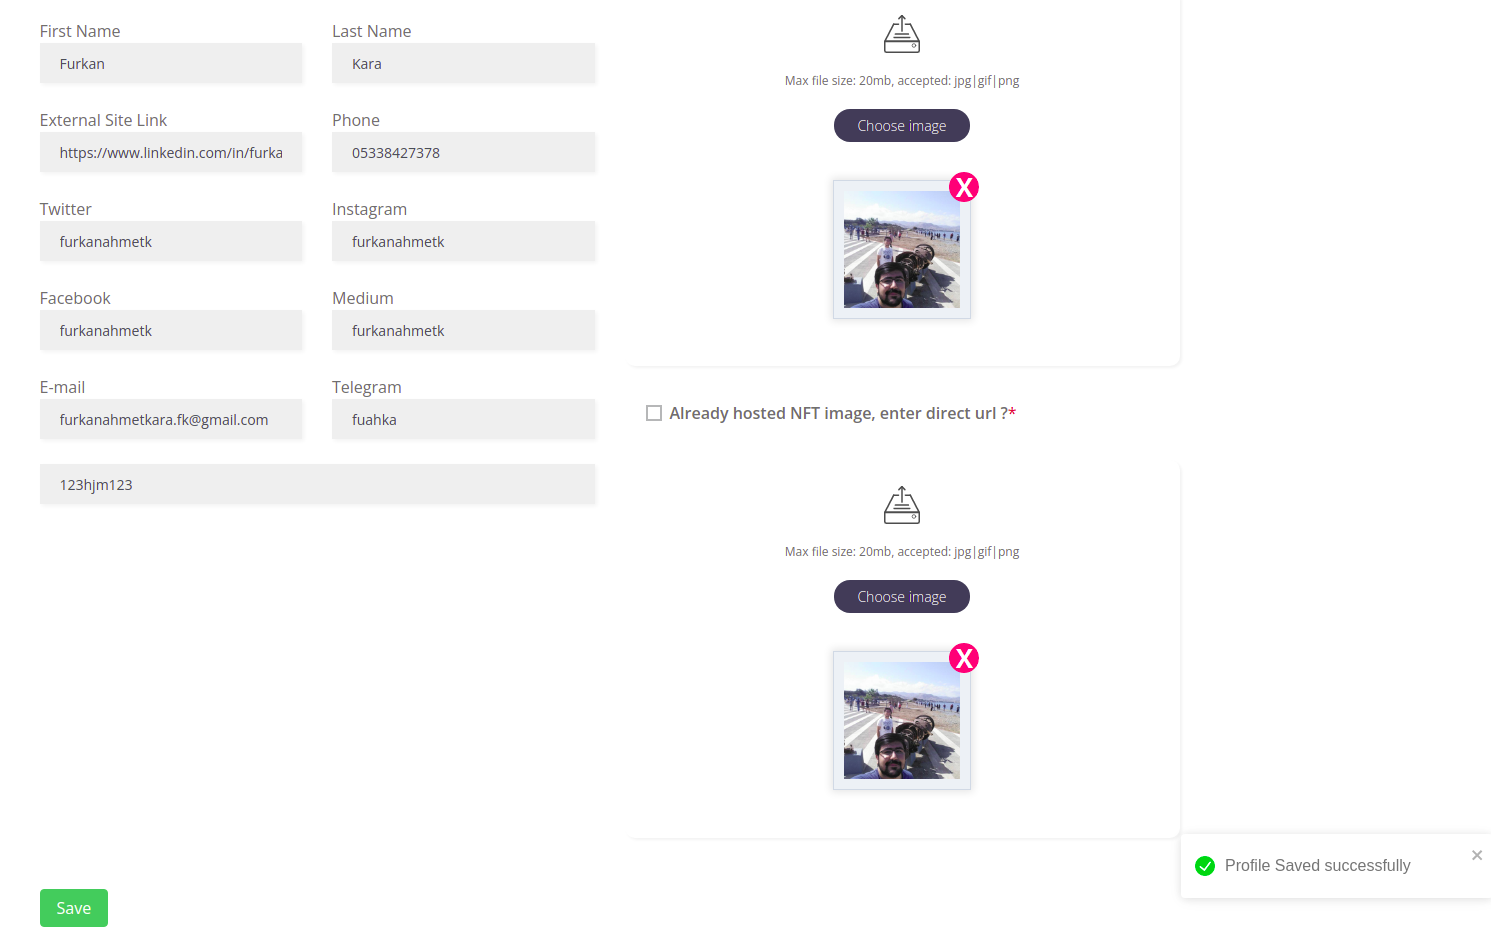 First Name
Furkan
Last Name
Kara
External Site Link
https://www.linkedin.com/in/furka
Phone
05338427378
Twitter
furkanahmetk
Instagram
furkanahmetk
Facebook
furkanahmetk
Medium
furkanahmetk
E-mail
furkanahmetkara.fk@gmail.com
Telegram
fuahka
123hjm123
Save
Max file size: 20mb, accepted: jpg|gif|png
Choose image
X
Already hosted NFT image, enter direct url ?*
Max file size: 20mb, accepted: jpg|gif|png
Choose image
X
Profile Saved successfully